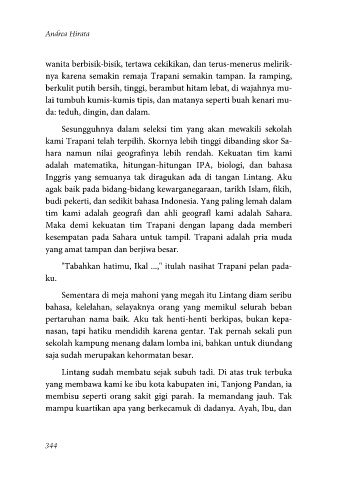 Andrea Hirata
wanita berbisik-bisik, tertawa cekikikan, dan terus-menerus melirik-
nya karena semakin remaja Trapani semakin tampan. Ia ramping,
berkulit putih bersih, tinggi, berambut hitam lebat, di wajahnya mu-
lai tumbuh kumis-kumis tipis, dan matanya seperti buah kenari mu-
da: teduh, dingin, dan dalam.
Sesungguhnya dalam seleksi tim yang akan mewakili sekolah
kami Trapani telah terpilih. Skornya lebih tinggi dibanding skor Sa-
hara namun nilai geografinya lebih rendah. Kekuatan tim kami
adalah matematika, hitungan-hitungan IPA, biologi, dan bahasa
Inggris yang semuanya tak diragukan ada di tangan Lintang. Aku
agak baik pada bidang-bidang kewarganegaraan, tarikh Islam, fikih,
budi pekerti, dan sedikit bahasa Indonesia. Yang paling lemah dalam
tim kami adalah geografi dan ahli geografi kami adalah Sahara.
Maka demi kekuatan tim Trapani dengan lapang dada memberi
kesempatan pada Sahara untuk tampil. Trapani adalah pria muda
yang amat tampan dan berjiwa besar.
"Tabahkan hatimu, Ikal ...," itulah nasihat Trapani pelan pada-
ku.
Sementara di meja mahoni yang megah itu Lintang diam seribu
bahasa, kelelahan, selayaknya orang yang memikul seluruh beban
pertaruhan nama baik. Aku tak henti-henti berkipas, bukan kepa-
nasan, tapi hatiku mendidih karena gentar. Tak pernah sekali pun
sekolah kampung menang dalam lomba ini, bahkan untuk diundang
saja sudah merupakan kehormatan besar.
Lintang sudah membatu sejak subuh tadi. Di atas truk terbuka
yang membawa kami ke ibu kota kabupaten ini, Tanjong Pandan, ia
membisu seperti orang sakit gigi parah. Ia memandang jauh. Tak
mampu kuartikan apa yang berkecamuk di dadanya. Ayah, Ibu, dan
344